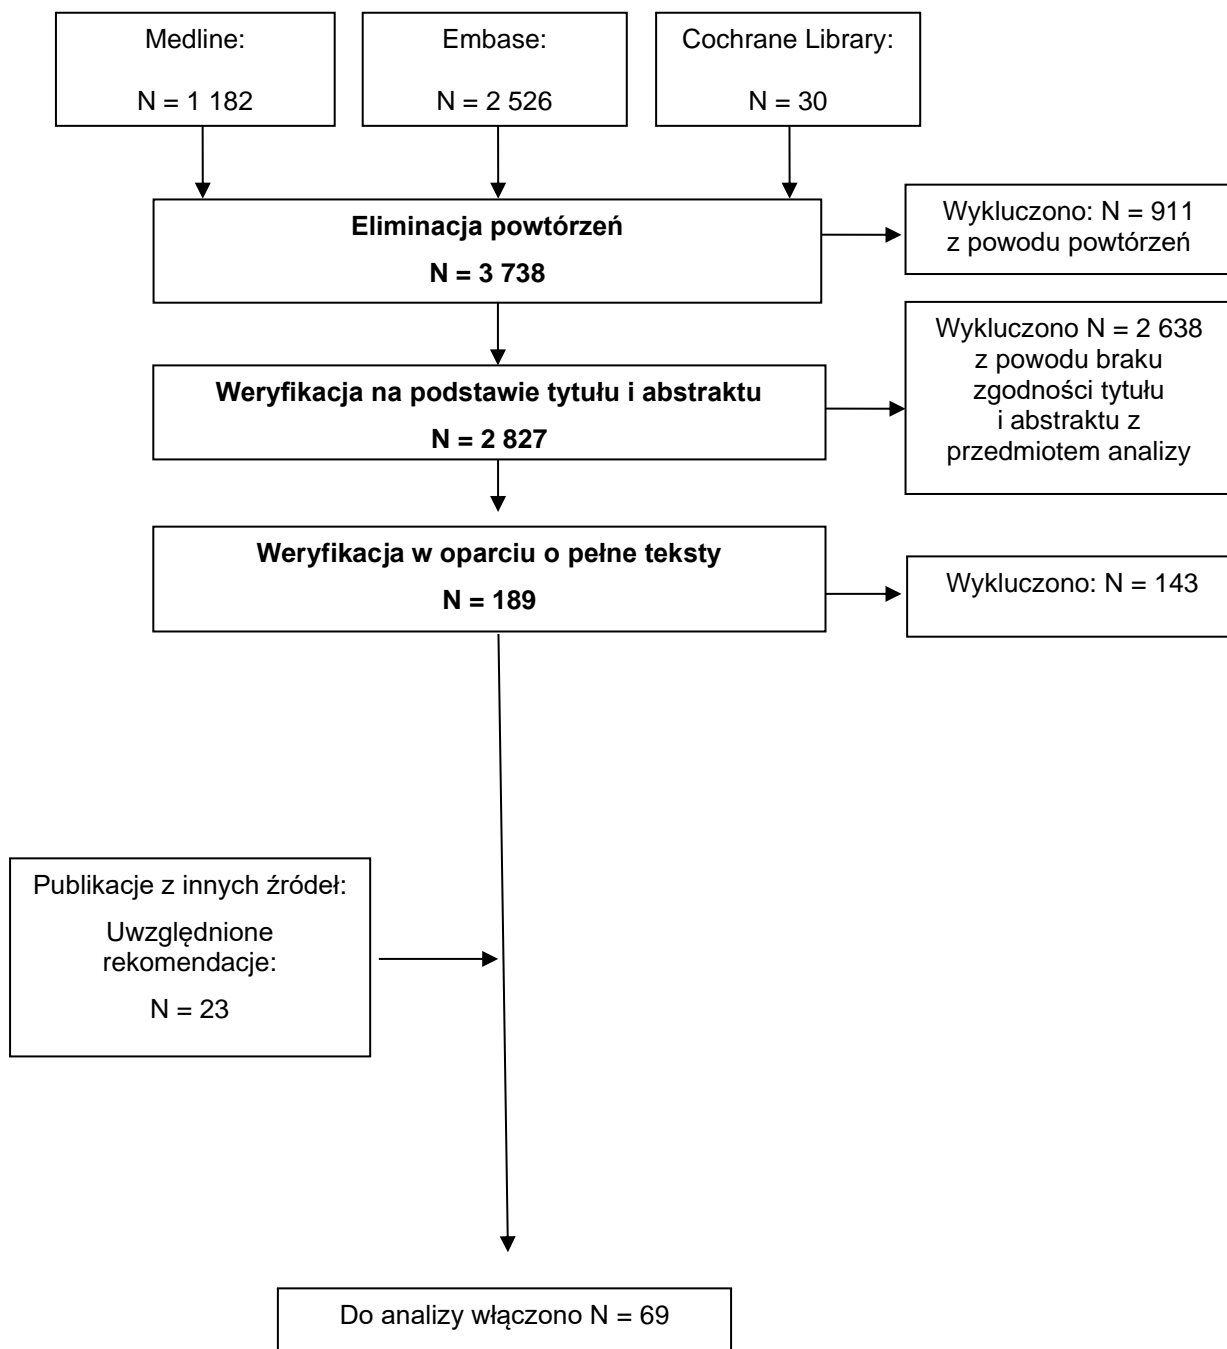 Medline:
N = 1 182
Embase:
N = 2 526
Cochrane Library:
N = 30
Eliminacja powtórzeń
N = 3 738
Wykluczono: N = 911
z powodu powtórzeń
Weryfikacja na podstawie tytułu i abstraktu
N = 2 827
Wykluczono N = 2 638
z powodu braku
zgodności tytułu
i abstraktu z
przedmiotem analizy
Weryfikacja w oparciu o pełne teksty
N = 189
Wykluczono: N = 143
Publikacje z innych źródeł:
Uwzględnione
rekomendacje:
N = 23
Do analizy włączono N = 69